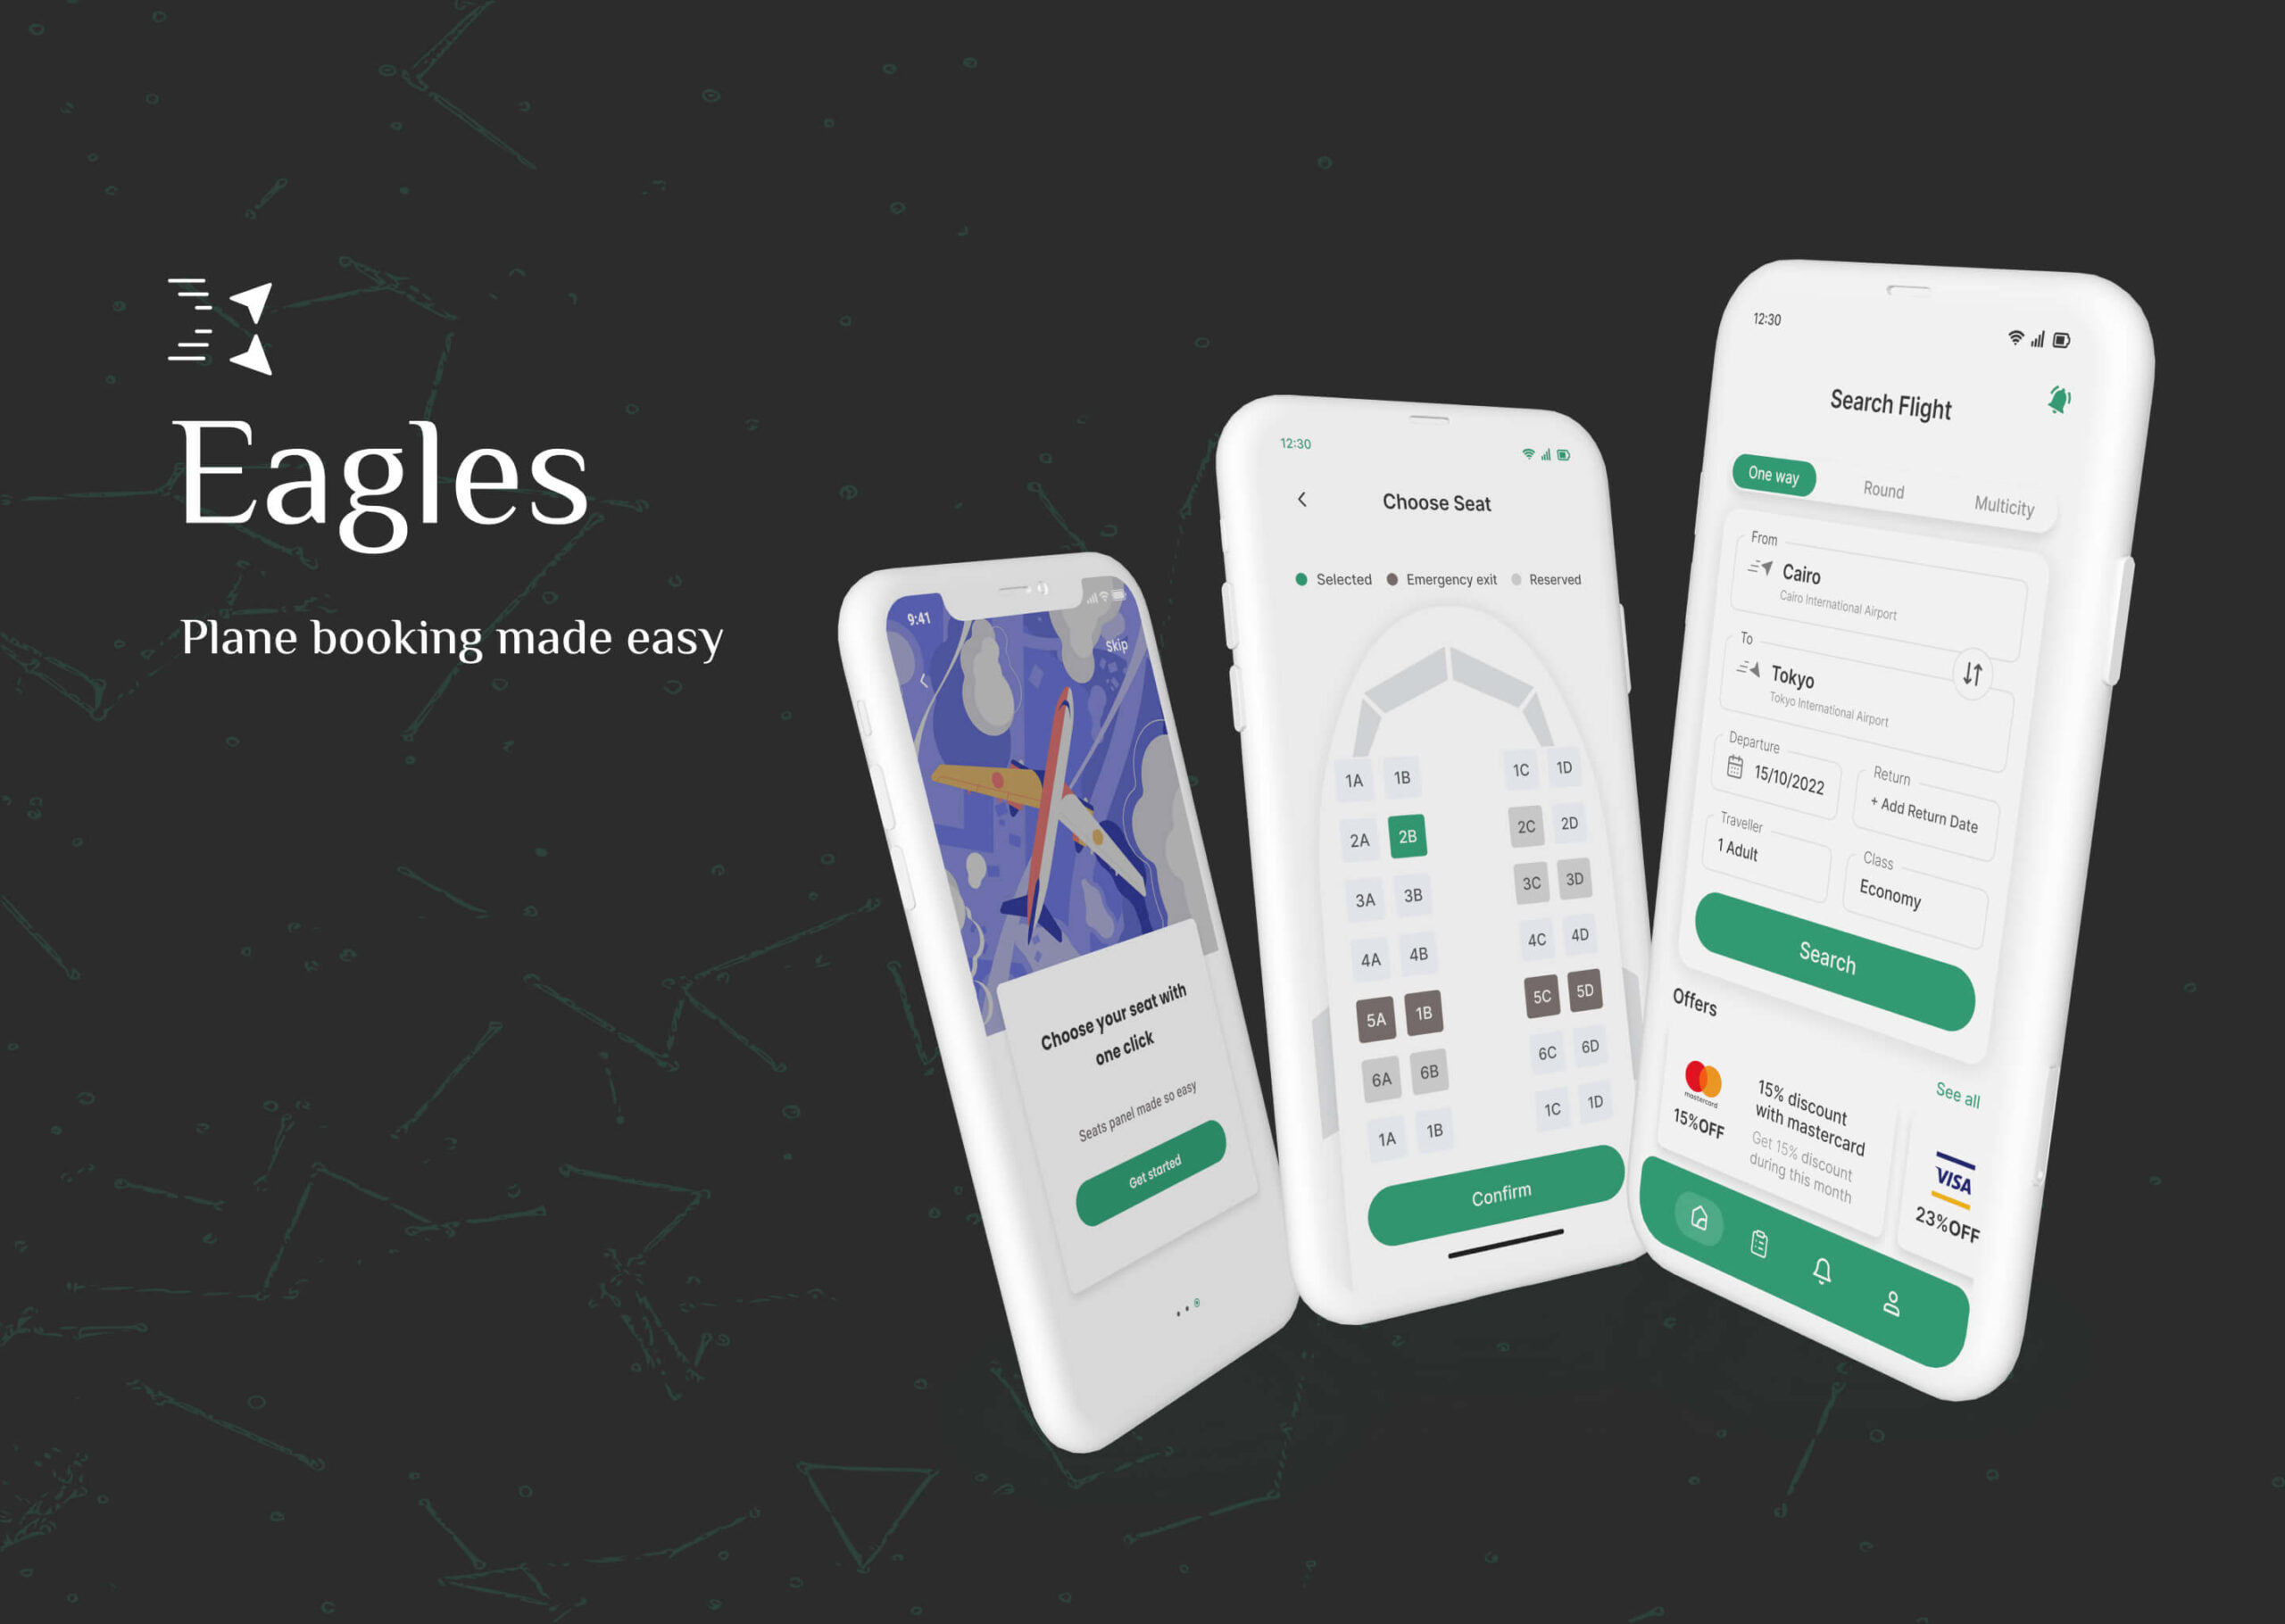 Eagles
Plane booking made easy
9:41
Skip
Choose your seat with
one click
Seats panel made so easy
Get started
12:30
Choose Seat
Selected Emergency exit Reserved
1A 1B 1C 1D
2A 2B 2C 2D
3A 3B 3C 3D
4A 4B 4C 4D
5A 1B 5C 5D
6A 6B 6C 6D
1A 1B 1C 1D
Confirm
12:30
Search Flight
One way Round Multicity
From
Cairo
Cairo International Airport
To
Tokyo
Tokyo International Airport
Departure Return
15/10/2022 + Add Return Date
Traveller Class
1 Adult Economy
Search
Offers
See all
mastercard
15%OFF
15% discount
with mastercard
Get 15% discount
during this month
VISA
23%OFF